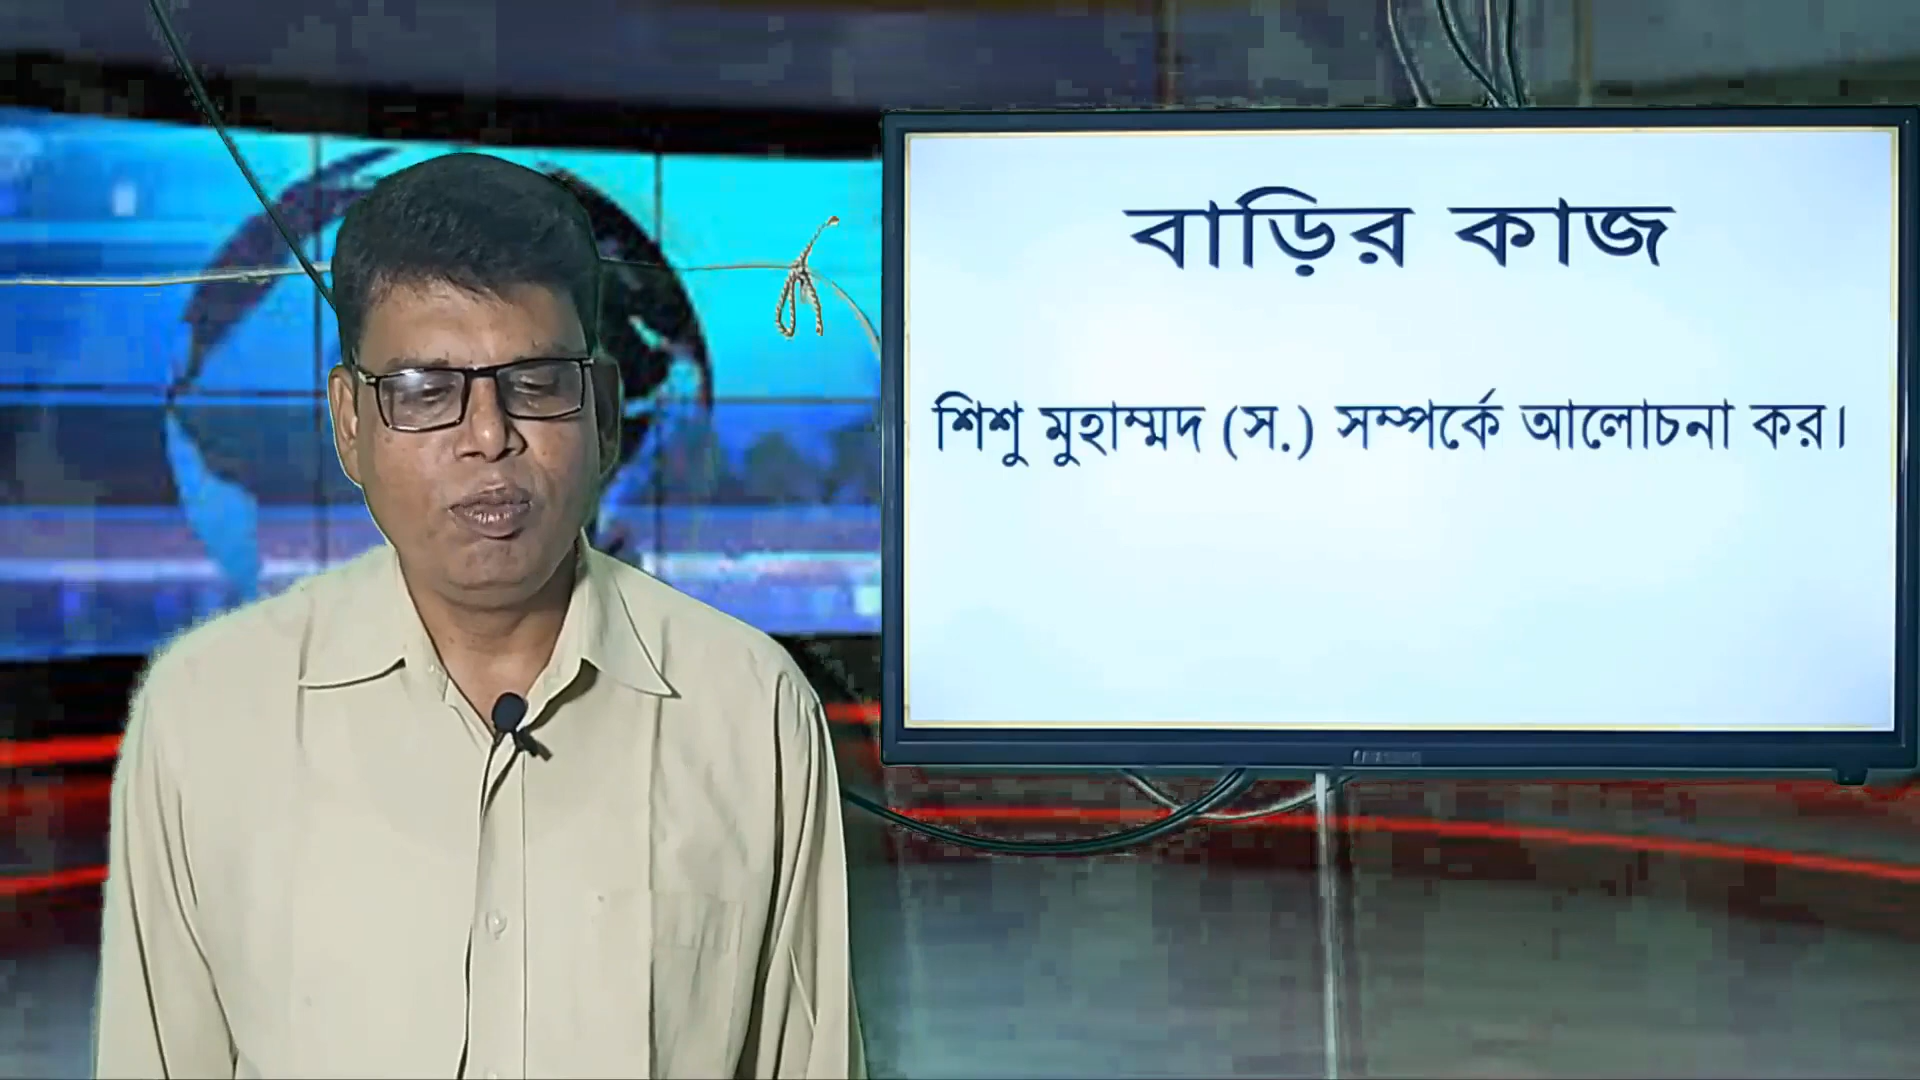 বাড়ির কাজ
শিশু মুহাম্মদ (স.) সম্পর্কে আলোচনা কর।